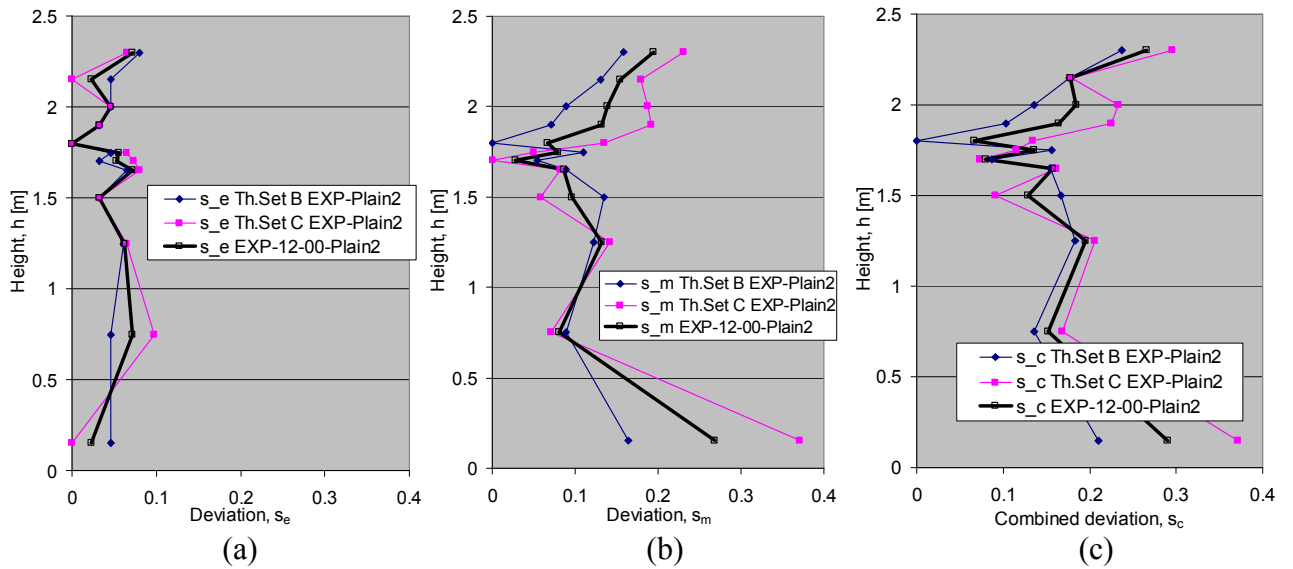 2.5
2
1.5
1
0.5
0
Height, h [m]
0
0.1
0.2
0.3
0.4
Deviation, s_e
s_e Th.Set B EXP-Plain2
s_e Th.Set C EXP-Plain2
s_e EXP-12-00-Plain2
(a)
2.5
2
1.5
1
0.5
0
Height, h [m]
0
0.1
0.2
0.3
0.4
Deviation, s_m
s_m Th.Set B EXP-Plain2
s_m Th.Set C EXP-Plain2
s_m EXP-12-00-Plain2
(b)
2.5
2
1.5
1
0.5
0
Height, h [m]
0
0.1
0.2
0.3
0.4
Combined deviation, s_c
s_c Th.Set B EXP-Plain2
s_c Th.Set C EXP-Plain2
s_c EXP-12-00-Plain2
(c)